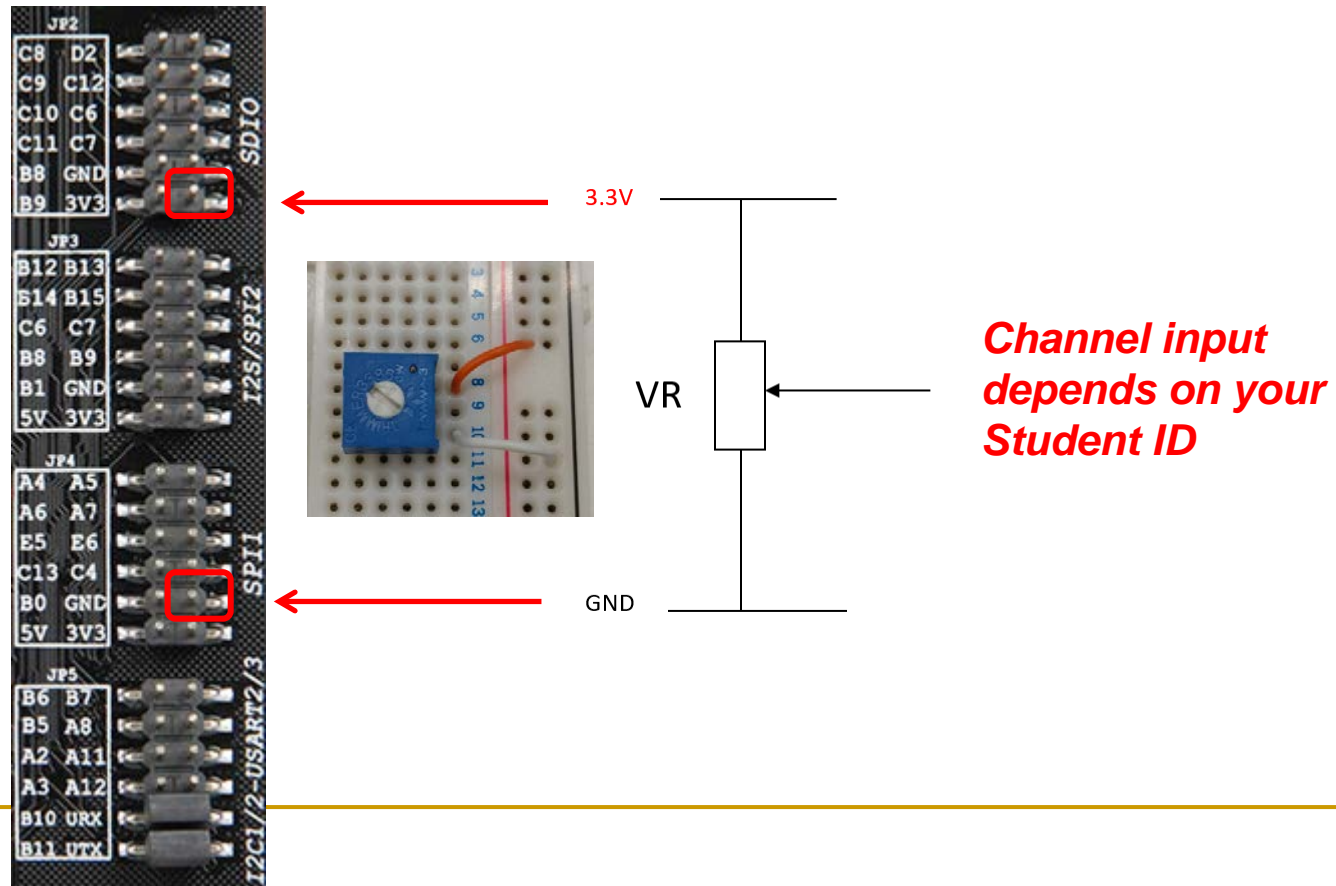 JP2
C8 D2
C9 C12
C10 C6
C11 C7
B8 GND
B9 3V3
SDIO
JP3
B12 B13
B14 B15
C6 C7
B8 B9
B1 GND
5V 3V3
I2S/SPI2
JP4
A4 A5
A6 A7
E5 E6
C13 C4
B0 GND
5V 3V3
SPI1
JP5
B6 B7
B5 A8
A2 A11
A3 A12
B10 URX
B11 UTX
I2C1/2-USART2/3
3.3V
3
4
5
6
8
9
10
11
12
13
VR
GND
Channel input
depends on your
Student ID